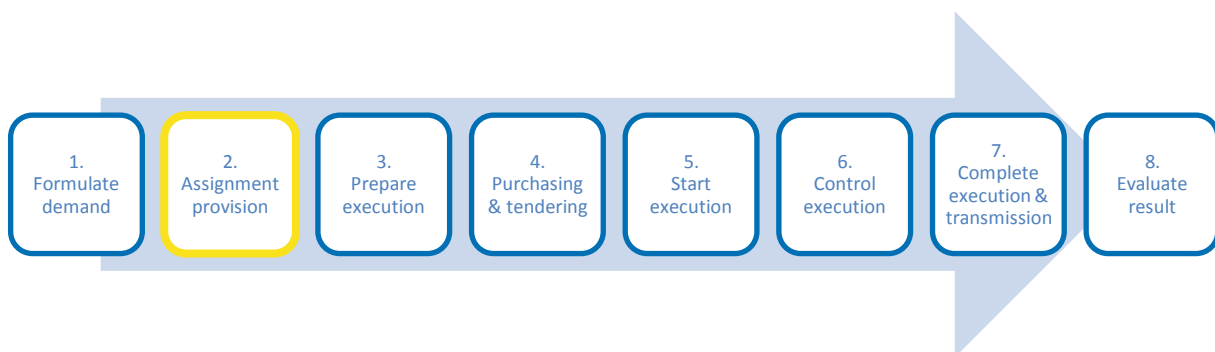 1.
Formulate
demand
2.
Assignment
provision
3.
Prepare
execution
4.
Purchasing
& tendering
5.
Start
execution
6.
Control
execution
7.
Complete
execution &
transmission
8.
Evaluate
result